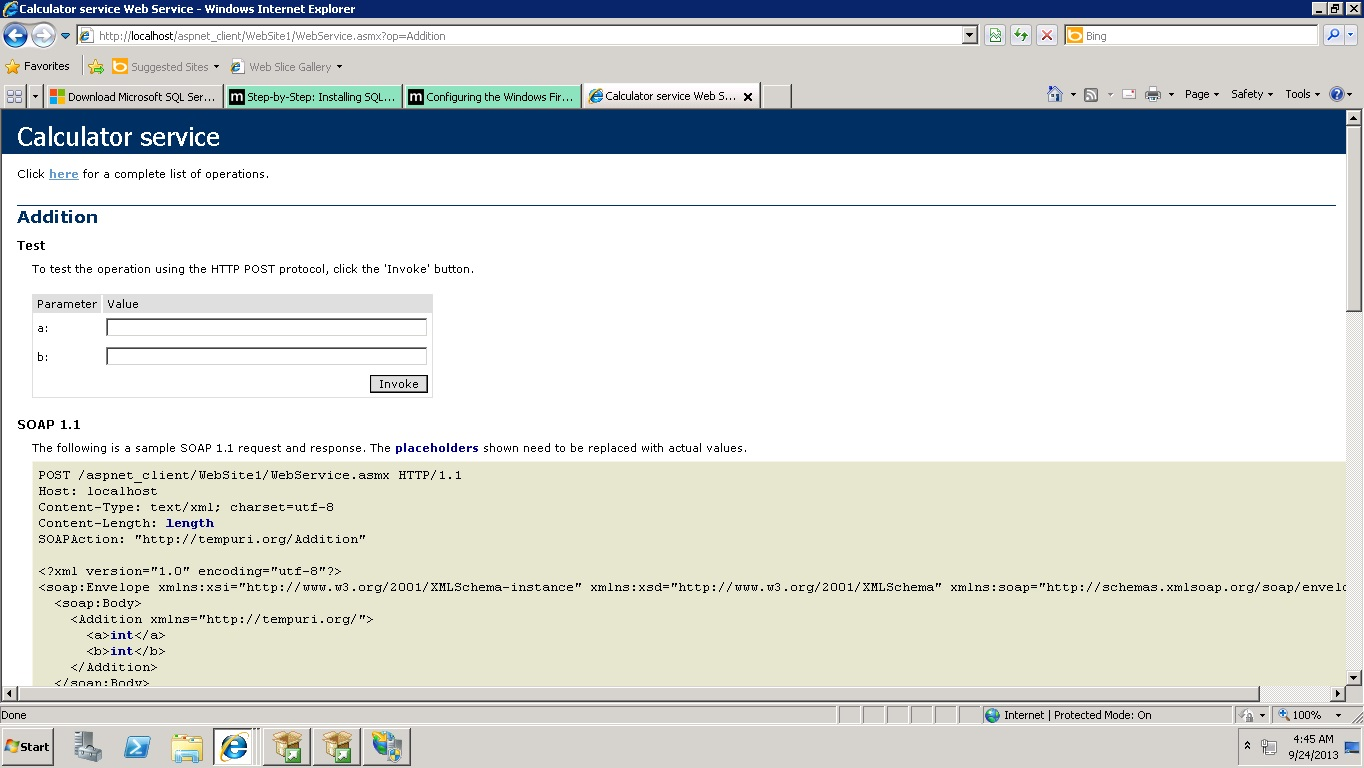 Calculator service Web Service - Windows Internet Explorer
http://localhost/aspnet_client/WebSite1/WebService.asmx?op=Addition
Bing
Favorites
Suggested Sites
Web Slice Gallery
Download Microsoft SQL Ser...
Step-by-Step: Installing SQL...
Configuring the Windows Fir...
Calculator service Web S...
Page
Safety
Tools
Calculator service
Click here for a complete list of operations.
Addition
Test
To test the operation using the HTTP POST protocol, click the 'Invoke' button.
Parameter Value
a:
b:
Invoke
SOAP 1.1
The following is a sample SOAP 1.1 request and response. The placeholders shown need to be replaced with actual values.
POST /aspnet_client/WebSite1/WebService.asmx HTTP/1.1
Host: localhost
Content-Type: text/xml; charset=utf-8
Content-Length: length
SOAPAction: "http://tempuri.org/Addition"
<?xml version="1.0" encoding="utf-8"?>
<soap:Envelope xmlns:xsi="http://www.w3.org/2001/XMLSchema-instance" xmlns:xsd="http://www.w3.org/2001/XMLSchema" xmlns:soap="http://schemas.xmlsoap.org/soap/envelo
<soap:Body>
<Addition xmlns="http://tempuri.org/">
<a>int</a>
<b>int</b>
</Addition>
</soap:Body>
Done
Internet | Protected Mode: On
100%
Start
4:45 AM
9/24/2013